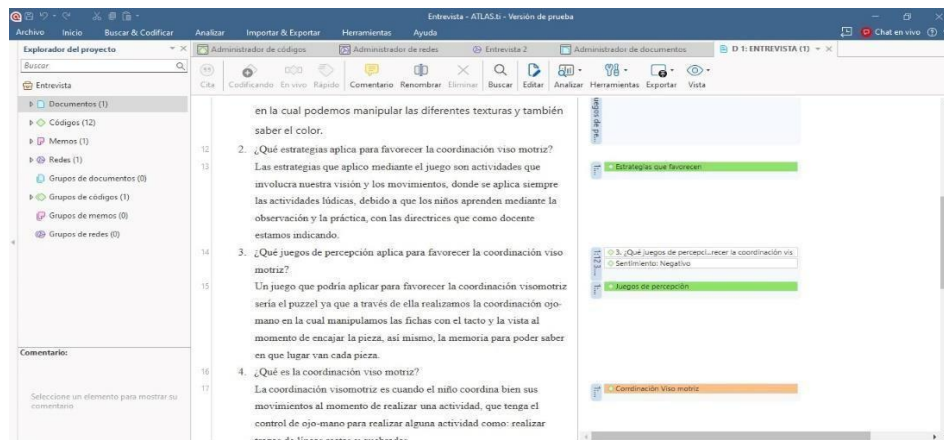 Entrevista - ATLAS.ti - Versión de prueba
Archivo Inicio Buscar & Codificar Analizar Importar & Exportar Herramientas Ayuda
Chat en vivo
Explorador del proyecto
Administrador de códigos Administrador de redes Entrevista 2 Administrador de documentos D 1: ENTREVISTA (1)
Buscar
Cita Codificando En vivo Rápido Comentario Renombrar Eliminar Buscar Editar Analizar Herramientas Exportar Vista
Entrevista
Documentos (1)
Códigos (12)
Memos (1)
Redes (1)
Grupos de documentos (0)
Grupos de códigos (1)
Grupos de memos (0)
Grupos de redes (0)
Comentario:
Seleccione un elemento para mostrar su
comentario
en la cual podemos manipular las diferentes texturas y también
saber el color.
12 2. ¿Qué estrategias aplica para favorecer la coordinación viso motriz?
13 Las estrategias que aplico mediante el juego son actividades que
involucra nuestra visión y los movimientos, donde se aplica siempre
las actividades lúdicas, debido a que los niños aprenden mediante la
observación y la práctica, con las directrices que como docente
estamos indicando.
14 3. ¿Qué juegos de percepción aplica para favorecer la coordinación viso
motriz?
15 Un juego que podría aplicar para favorecer la coordinación visomotriz
sería el puzzel ya que a través de ella realizamos la coordinación ojo-
mano en la cual manipulamos las fichas con el tacto y la vista al
momento de encajar la pieza, así mismo, la memoria para poder saber
en que lugar van cada pieza.
16 4. ¿Qué es la coordinación viso motriz?
17 La coordinación visomotriz es cuando el niño coordina bien sus
movimientos al momento de realizar una actividad, que tenga el
control de ojo-mano para realizar alguna actividad como: realizar
juegos de pe...
Estrategias que favorecen
1:12 3....
3. ¿Qué juegos de percepci...recer la coordinación vis
Sentimiento: Negativo
Juegos de percepción
Corrdinación Viso motriz